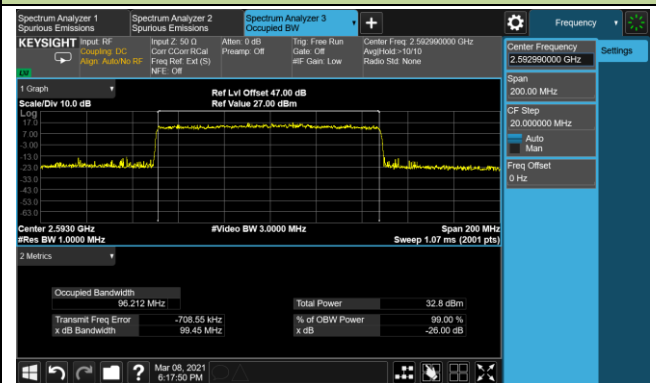 Spectrum Analyzer 1
Spurious Emissions
Spectrum Analyzer 2
Spurious Emissions
Spectrum Analyzer 3
Occupied BW
Frequency
KEYSIGHT
Input: RF
Coupling: DC
Align: Auto/No RF
Input Z: 50 Ω
Corr CCorr RCal
Freq Ref: Ext (S)
NFE: Off
Atten: 0 dB
Preamp: Off
Trig: Free Run
Gate: Off
#IF Gain: Low
Center Freq: 2.592990000 GHz
Avg|Hold:>10/10
Radio Std: None
Center Frequency
2.592990000 GHz
Settings
Span
200.00 MHz
CF Step
20.000000 MHz
Auto
Man
Freq Offset
0 Hz
1 Graph
Scale/Div 10.0 dB
Ref Lvl Offset 47.00 dB
Ref Value 27.00 dBm
Log
17.0
7.00
-3.00
-13.0
-23.0
-33.0
-43.0
-53.0
-63.0
Center 2.5930 GHz
#Video BW 3.0000 MHz
Span 200 MHz
#Res BW 1.0000 MHz
Sweep 1.07 ms (2001 pts)
2 Metrics
Occupied Bandwidth
96.212 MHz
Total Power 32.8 dBm
Transmit Freq Error -708.55 kHz
% of OBW Power 99.00 %
x dB Bandwidth 99.45 MHz
x dB -26.00 dB
Mar 08, 2021
6:17:50 PM